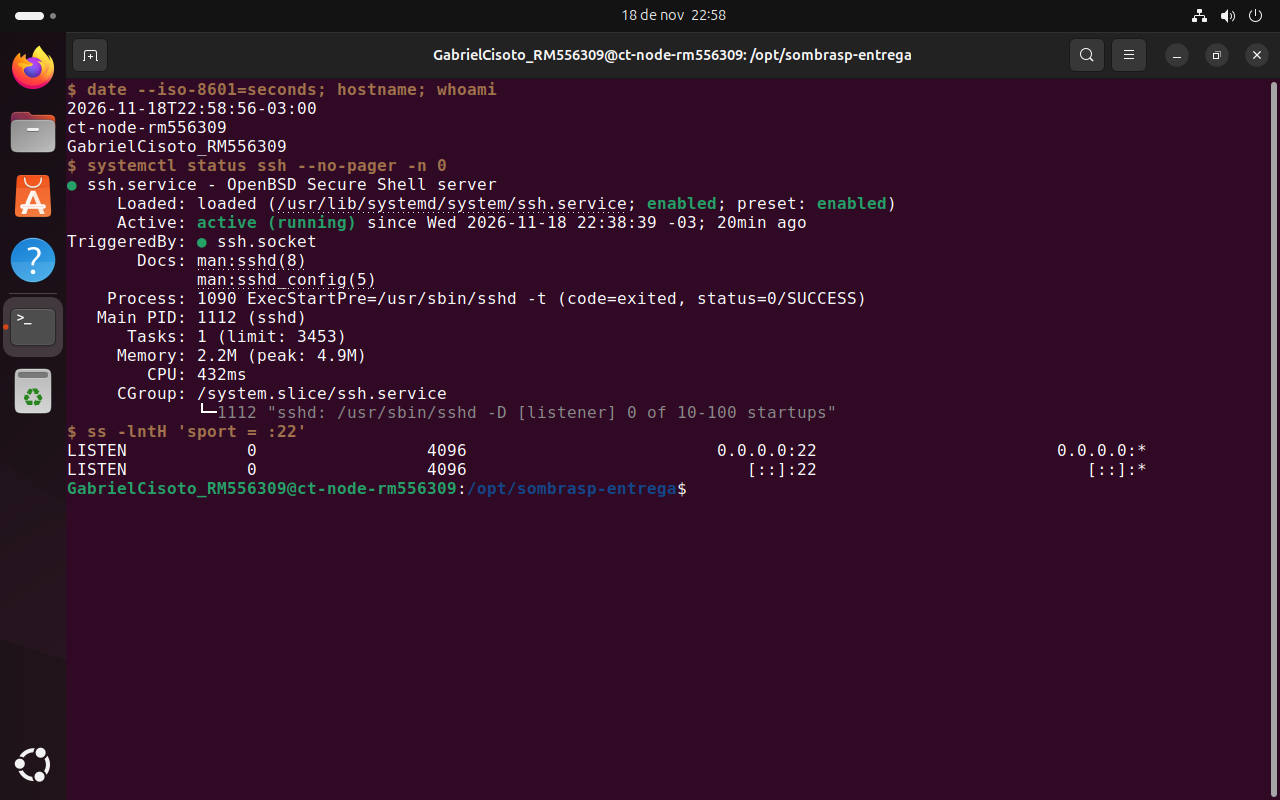 18 de nov 22:58
GabrielCisoto_RM556309@ct-node-rm556309: /opt/sombrasp-entrega
$ date --iso-8601=seconds; hostname; whoami
2026-11-18T22:58:56-03:00
ct-node-rm556309
GabrielCisoto_RM556309
$ systemctl status ssh --no-pager -n 0
● ssh.service - OpenBSD Secure Shell server
Loaded: loaded (/usr/lib/systemd/system/ssh.service; enabled; preset: enabled)
Active: active (running) since Wed 2026-11-18 22:38:39 -03; 20min ago
TriggeredBy: ● ssh.socket
Docs: man:sshd(8)
man:sshd_config(5)
Process: 1090 ExecStartPre=/usr/sbin/sshd -t (code=exited, status=0/SUCCESS)
Main PID: 1112 (sshd)
Tasks: 1 (limit: 3453)
Memory: 2.2M (peak: 4.9M)
CPU: 432ms
CGroup: /system.slice/ssh.service
└─1112 "sshd: /usr/sbin/sshd -D [listener] 0 of 10-100 startups"
$ ss -lntH 'sport = :22'
LISTEN 0 4096 0.0.0.0:22 0.0.0.0:*
LISTEN 0 4096 [::]:22 [::]:*
GabrielCisoto_RM556309@ct-node-rm556309:/opt/sombrasp-entrega$